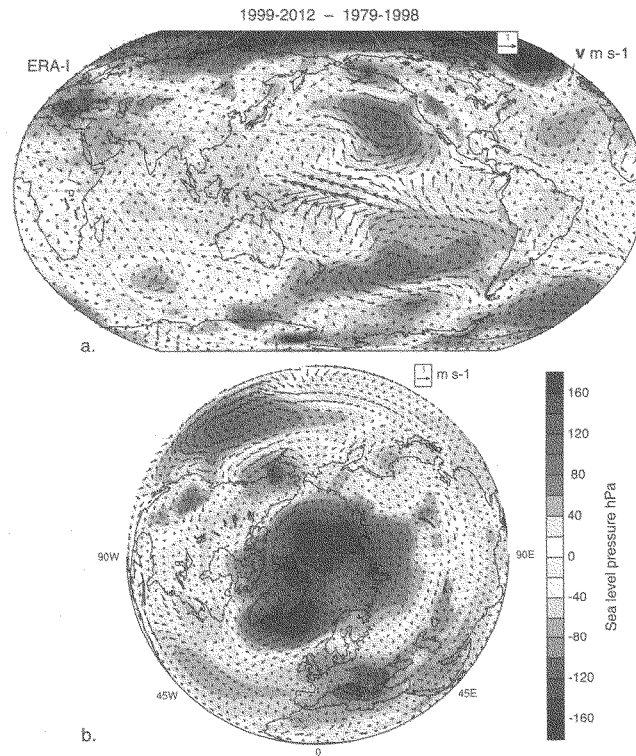 1999-2012 – 1979-1998
ERA-I
1
V m s-1
a.
1
m s-1
160
120
80
40
0
-40
-80
-120
-160
Sea level pressure hPa
90W
90E
45W
45E
0
b.